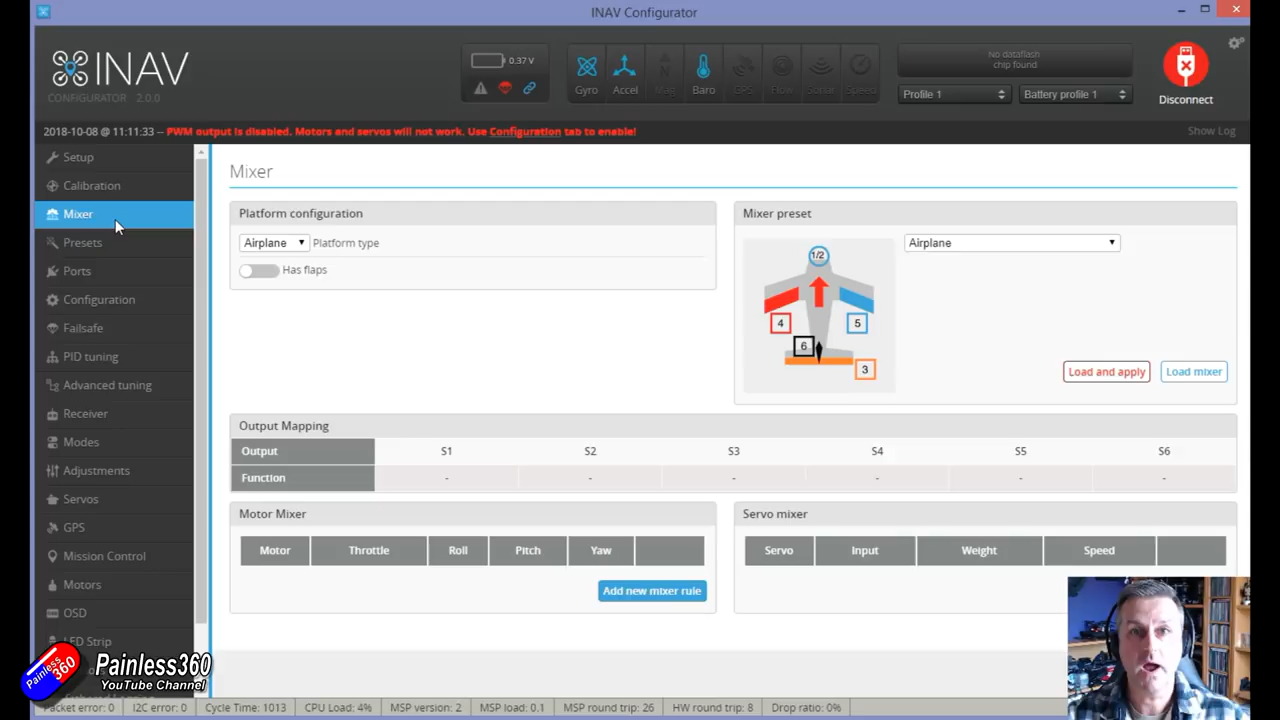 INAV Configurator
INAV
CONFIGURATOR 2.0.0
0.37 V
Gyro
Accel
Mag
Baro
GPS
Flow
Sonar
Speed
No dataflash
chip found
Profile 1
Battery profile 1
Disconnect
2018-10-08 @ 11:11:33 -- PWM output is disabled. Motors and servos will not work. Use Configuration tab to enable!
Show Log
Setup
Calibration
Mixer
Presets
Ports
Configuration
Failsafe
PID tuning
Advanced tuning
Receiver
Modes
Adjustments
Servos
GPS
Mission Control
Motors
OSD
LED Strip
Mixer
Platform configuration
Airplane Platform type
Has flaps
Mixer preset
Airplane
1/2
4
5
6
3
Load and apply
Load mixer
Output Mapping
Output S1 S2 S3 S4 S5 S6
Function - - - - - -
Motor Mixer
Motor Throttle Roll Pitch Yaw
Add new mixer rule
Servo mixer
Servo Input Weight Speed
Painless360
Painless360
YouTube Channel
Packet error: 0 I2C error: 0 Cycle Time: 1013 CPU Load: 4% MSP version: 2 MSP load: 0.1 MSP round trip: 26 HW round trip: 8 Drop ratio: 0%